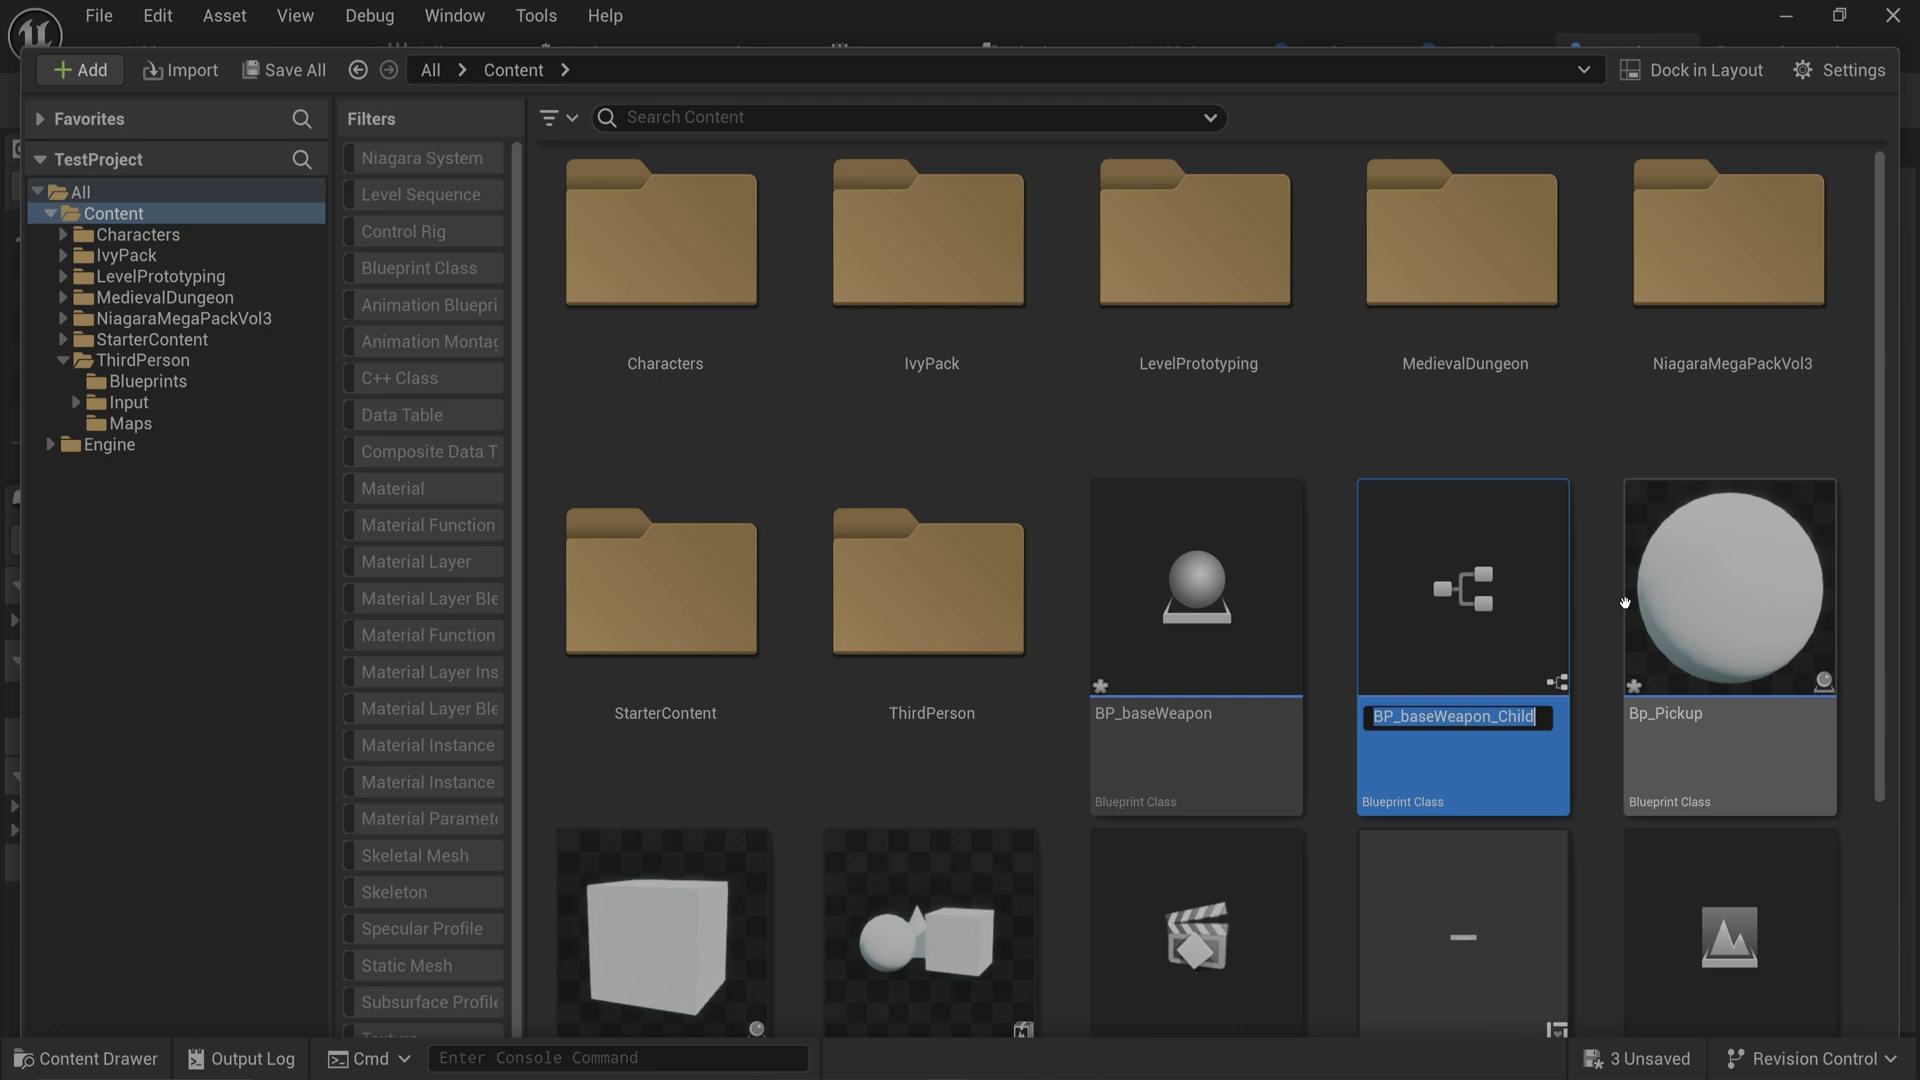 File Edit Asset View Debug Window Tools Help
Add Import Save All All Content Dock in Layout Settings
Favorites
TestProject
All
Content
Characters
IvyPack
LevelPrototyping
MedievalDungeon
NiagaraMegaPackVol3
StarterContent
ThirdPerson
Blueprints
Input
Maps
Engine
Filters
Niagara System
Level Sequence
Control Rig
Blueprint Class
Animation Bluepri
Animation Montag
C++ Class
Data Table
Composite Data T
Material
Material Function
Material Layer
Material Layer Ble
Material Function
Material Layer Ins
Material Layer Ble
Material Instance
Material Instance
Material Paramete
Skeletal Mesh
Skeleton
Specular Profile
Static Mesh
Subsurface Profile
Search Content
Characters IvyPack LevelPrototyping MedievalDungeon NiagaraMegaPackVol3
StarterContent ThirdPerson BP_baseWeapon BP_baseWeapon_Child Bp_Pickup
Blueprint Class Blueprint Class Blueprint Class
Content Drawer Output Log Cmd Enter Console Command 3 Unsaved Revision Control